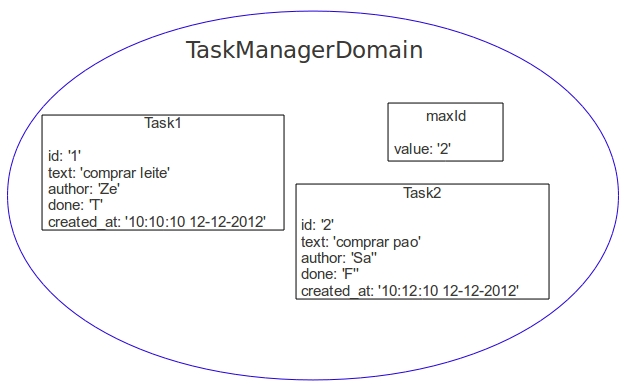 TaskManagerDomain
Task1
id: '1'
text: 'comprar leite'
author: 'Ze'
done: 'T'
created_at: '10:10:10 12-12-2012'
maxId
value: '2'
Task2
id: '2'
text: 'comprar pao'
author: 'Sa''
done: 'F''
created_at: '10:12:10 12-12-2012'